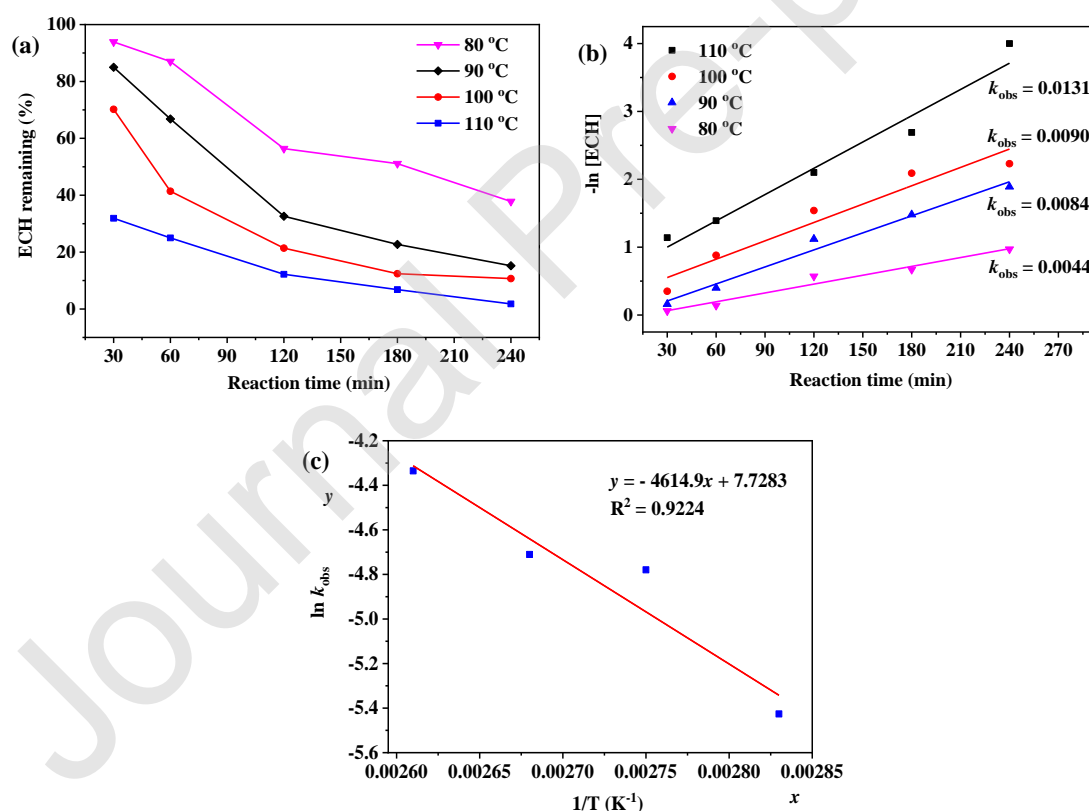 (a)
ECH remaining (%)
100
80
60
40
20
0
80 °C
90 °C
100 °C
110 °C
30 60 90 120 150 180 210 240
Reaction time (min)
(b)
-ln [ECH]
4
3
2
1
0
110 °C
100 °C
90 °C
80 °C
kobs = 0.0131
kobs = 0.0090
kobs = 0.0084
kobs = 0.0044
30 60 90 120 150 180 210 240 270
Reaction time (min)
(c)
y
ln kobs
-4.2
-4.4
-4.6
-4.8
-5.0
-5.2
-5.4
-5.6
y = - 4614.9x + 7.7283
R² = 0.9224
0.00260 0.00265 0.00270 0.00275 0.00280 0.00285
1/T (K⁻¹)
x
Journal Pre-p